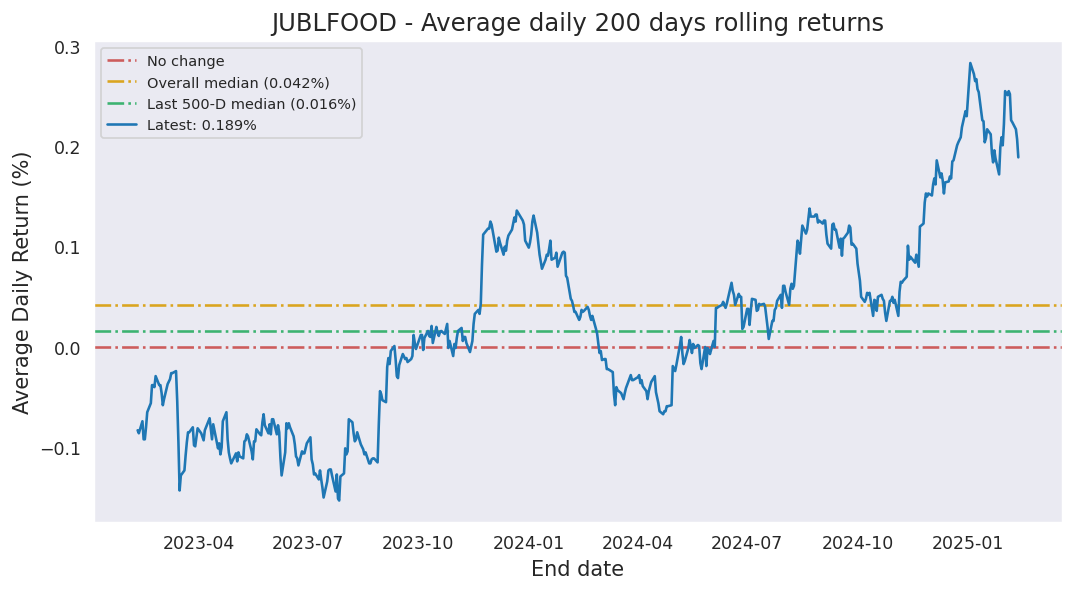 JUBLFOOD - Average daily 200 days rolling returns
No change
Overall median (0.042%)
Last 500-D median (0.016%)
Latest: 0.189%
Average Daily Return (%)
0.3
0.2
0.1
0.0
−0.1
2023-04 2023-07 2023-10 2024-01 2024-04 2024-07 2024-10 2025-01
End date